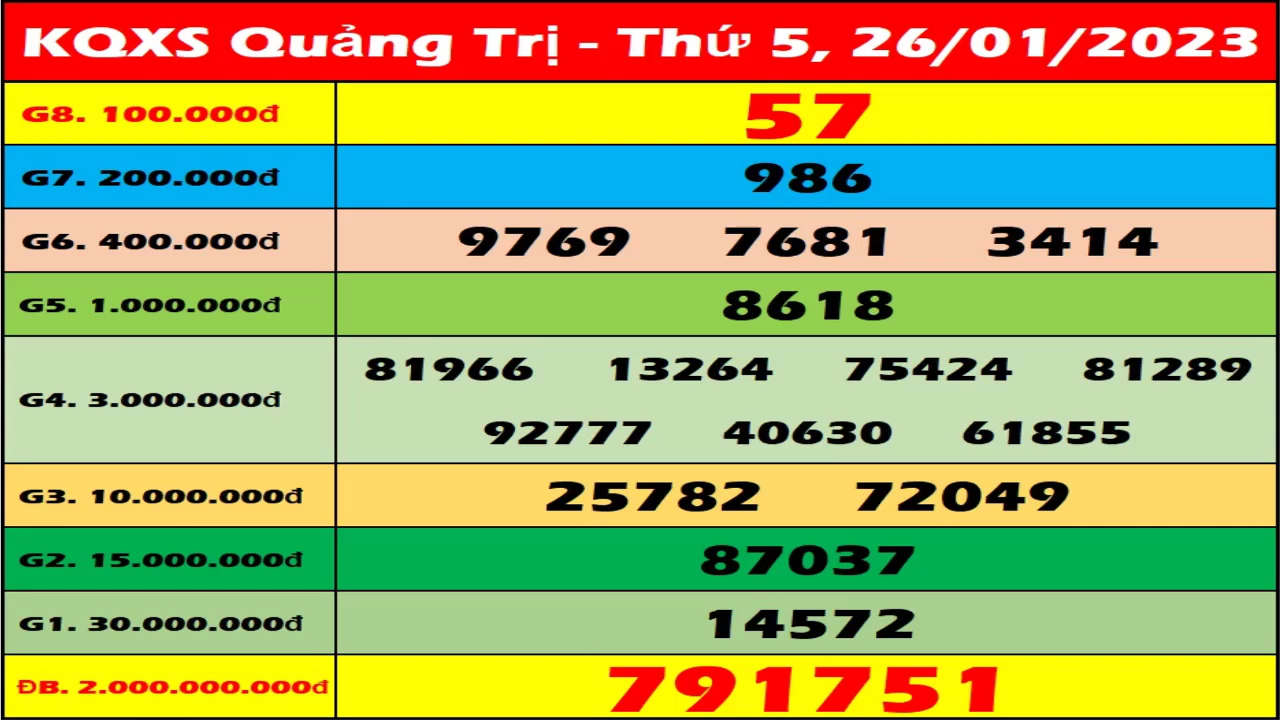 KQXS Quảng Trị - Thứ 5, 26/01/2023
G8. 100.000đ 57
G7. 200.000đ 986
G6. 400.000đ 9769 7681 3414
G5. 1.000.000đ 8618
81966 13264 75424 81289
G4. 3.000.000đ
92777 40630 61855
G3. 10.000.000đ 25782 72049
G2. 15.000.000đ 87037
G1. 30.000.000đ 14572
ĐB. 2.000.000.000đ 791751